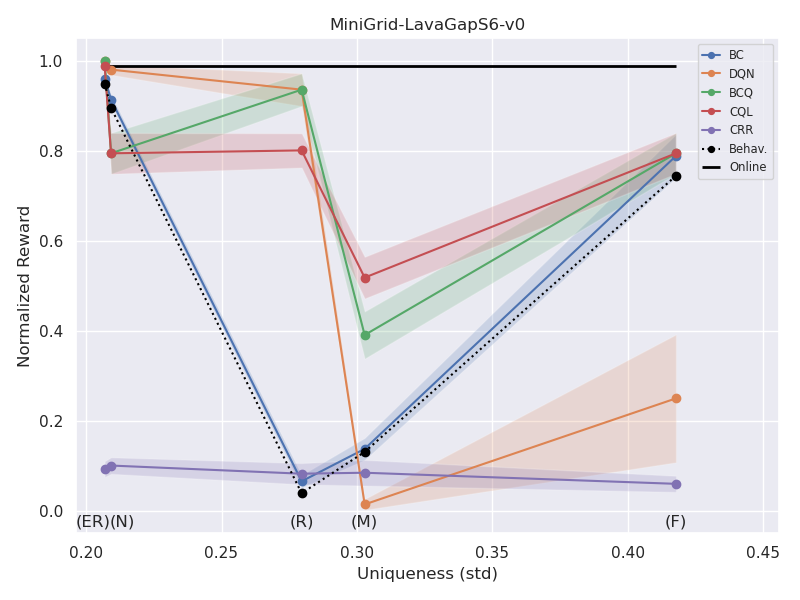 MiniGrid-LavaGapS6-v0
BC
DQN
BCQ
CQL
CRR
Behav.
Online
Normalized Reward
1.0
0.8
0.6
0.4
0.2
0.0
(ER)(N) (R) (M) (F)
0.20 0.25 0.30 0.35 0.40 0.45
Uniqueness (std)